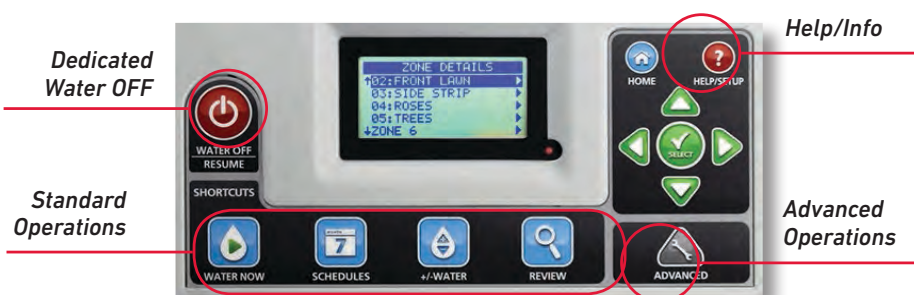 Dedicated
Water OFF
Standard
Operations
WATER OFF
RESUME
SHORTCUTS
ZONE DETAILS
↑02:FRONT LAWN
03:SIDE STRIP
04:ROSES
05:TREES
↓ZONE 6
WATER NOW
7
SCHEDULES
+/-WATER
REVIEW
Help/Info
?
HOME
HELP/SETUP
SELECT
ADVANCED
Advanced
Operations